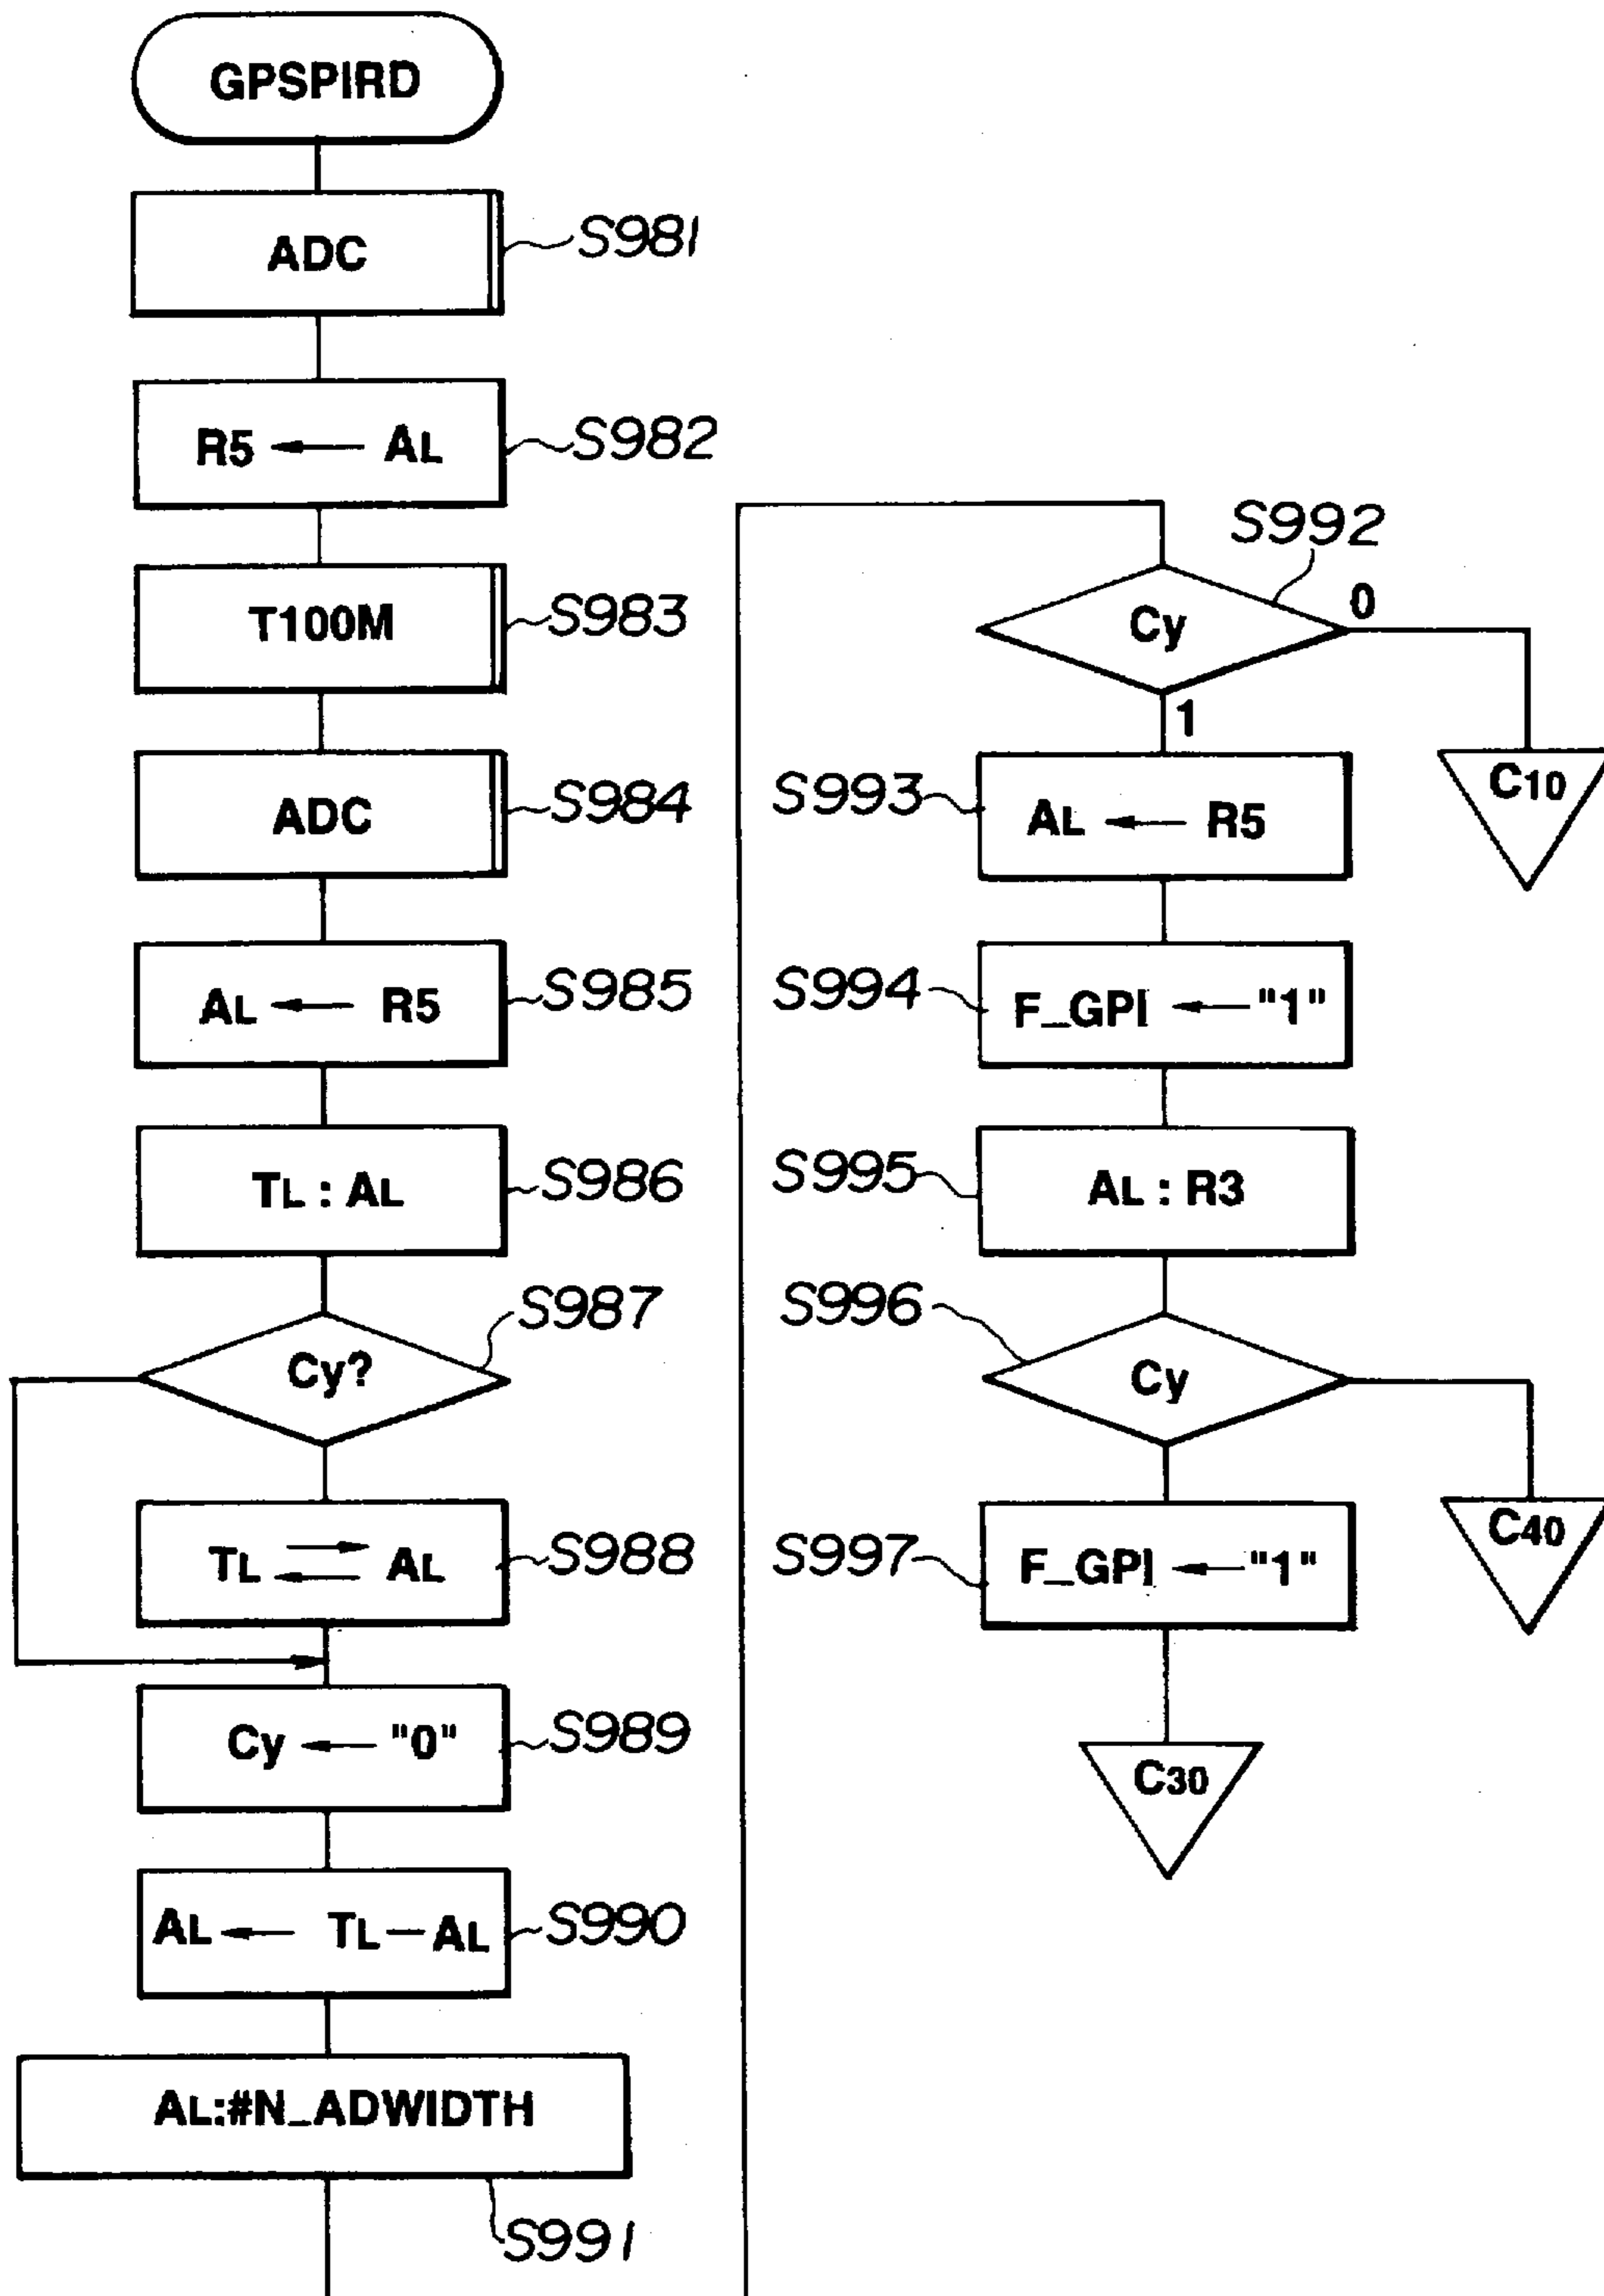 GPSPIRD
ADC
S981
R5 ← AL
S982
T100M
S983
ADC
S984
AL ← R5
S985
TL : AL
S986
Cy?
S987
TL ⇄ AL
S988
Cy ← "0"
S989
AL ← TL — AL
S990
AL:#N_ADWIDTH
S991
S992
Cy
0
1
C10
S993
AL ← R5
S994
F_GPI ← "1"
S995
AL : R3
S996
Cy
C40
S997
F_GPI ← "1"
C30